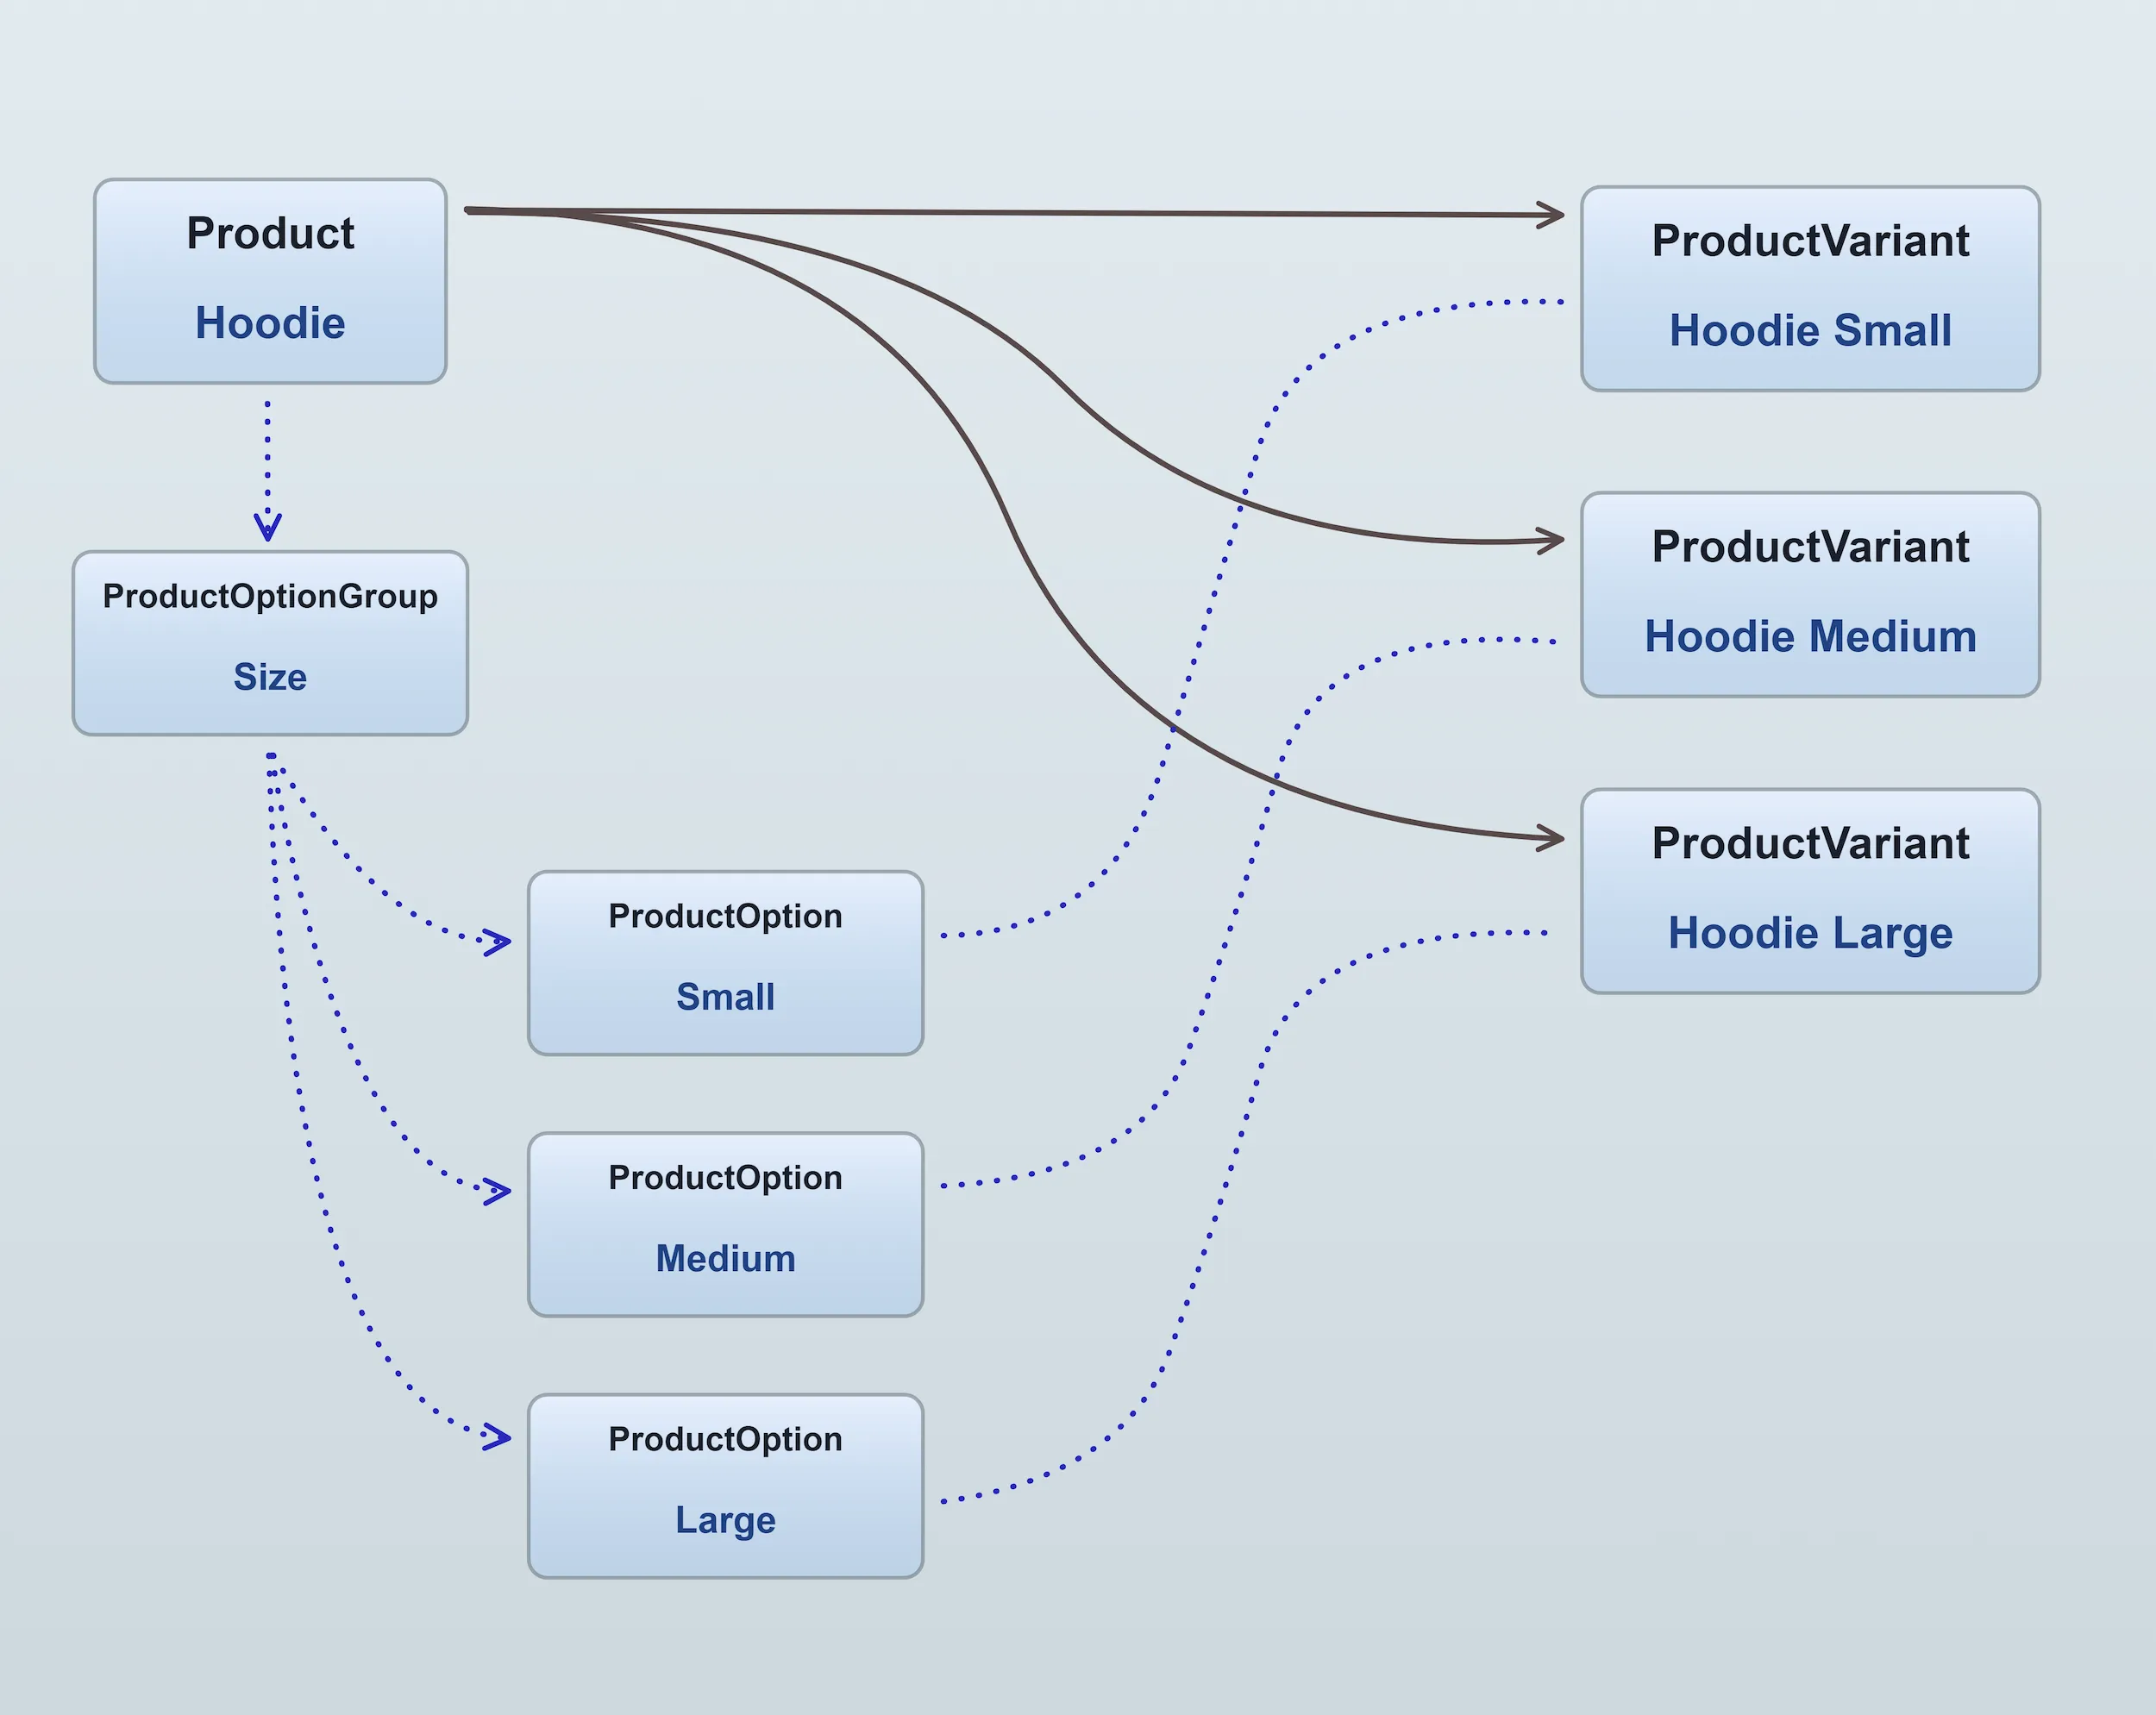 Product
Hoodie
ProductVariant
Hoodie Small
ProductVariant
Hoodie Medium
ProductOptionGroup
Size
ProductVariant
Hoodie Large
ProductOption
Small
ProductOption
Medium
ProductOption
Large